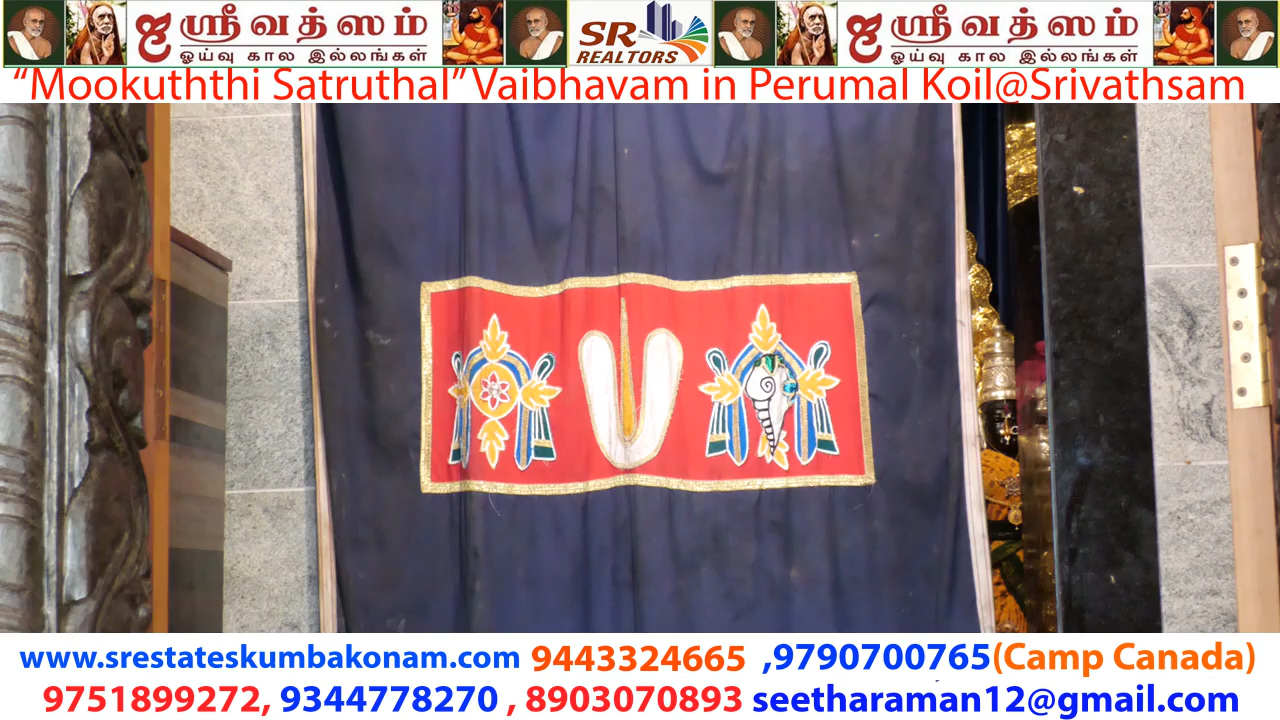 ஸ்ரீ வத்ஸம் SR ஸ்ரீ வத்ஸம்
ஓய்வு கால இல்லங்கள் REALTORS ஓய்வு கால இல்லங்கள்
“Mookuththi Satruthal” Vaibhavam in Perumal Koil@Srivathsam
www.srestateskumbakonam.com 9443324665 ,9790700765(Camp Canada)
9751899272, 9344778270 , 8903070893 seetharaman12@gmail.com